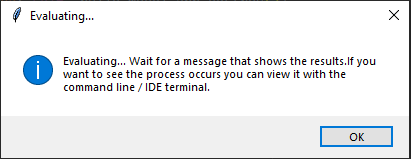 Evaluating...
Evaluating... Wait for a message that shows the results.If you
want to see the process occurs you can view it with the
command line / IDE terminal.
OK